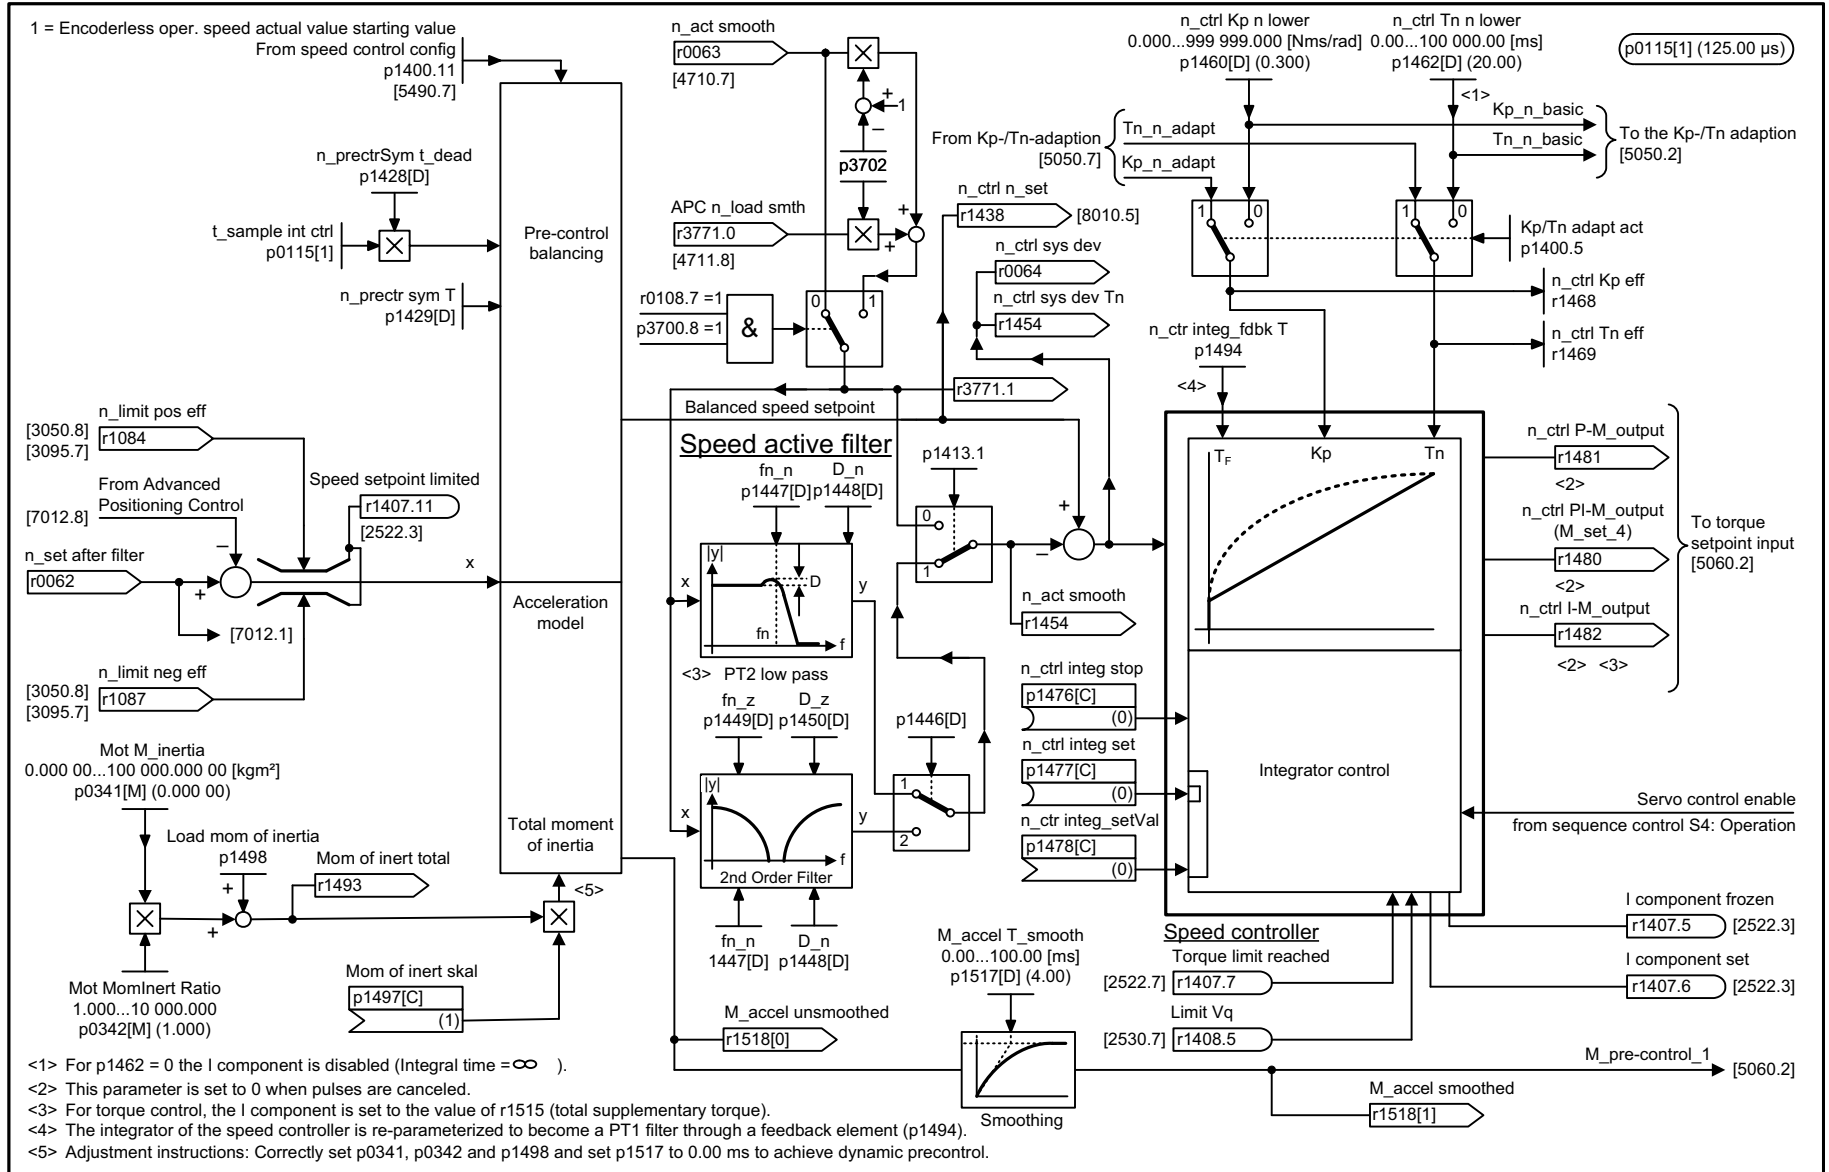 1 = Encoderless oper. speed actual value starting value
From speed control config
p1400.11
[5490.7]
n_prectrSym t_dead
p1428[D]
t_sample int ctrl
p0115[1]
n_prectr sym T
p1429[D]
Pre-control
balancing
Acceleration
model
Total moment
of inertia
<5>
n_act smooth
r0063
[4710.7]
+
1
–
p3702
APC n_load smth
r3771.0
[4711.8]
+
+
r0108.7 =1
p3700.8 =1
&
0
1
r3771.1
n_ctrl n_set
r1438
[8010.5]
n_ctrl sys dev
r0064
n_ctrl sys dev Tn
r1454
n_ctrl Kp n lower
0.000...999 999.000 [Nms/rad]
p1460[D] (0.300)
n_ctrl Tn n lower
0.00...100 000.00 [ms]
p1462[D] (20.00)
<1>
p0115[1] (125.00 µs)
From Kp-/Tn-adaption
[5050.7]
Tn_n_adapt
Kp_n_adapt
Kp_n_basic
Tn_n_basic
To the Kp-/Tn adaption
[5050.2]
1
0
1
0
Kp/Tn adapt act
p1400.5
n_ctrl Kp eff
r1468
n_ctrl Tn eff
r1469
n_ctr integ_fdbk T
p1494
<4>
n_limit pos eff
[3050.8]
[3095.7]
r1084
From Advanced
Positioning Control
[7012.8]
–
Speed setpoint limited
r1407.11
[2522.3]
n_set after filter
r0062
+
x
[7012.1]
n_limit neg eff
[3050.8]
[3095.7]
r1087
Mot M_inertia
0.000 00...100 000.000 00 [kgm²]
p0341[M] (0.000 00)
Load mom of inertia
p1498
+
+
Mom of inert total
r1493
Mot MomInert Ratio
1.000...10 000.000
p0342[M] (1.000)
Mom of inert skal
p1497[C]
(1)
Balanced speed setpoint
Speed active filter
fn_n
p1447[D]
D_n
p1448[D]
|y|
x
D
fn
f
y
<3> PT2 low pass
fn_z
p1449[D]
D_z
p1450[D]
|y|
x
f
y
2nd Order Filter
fn_n
1447[D]
D_n
p1448[D]
p1413.1
0
1
p1446[D]
1
2
+
–
n_act smooth
r1454
T_F
Kp
Tn
n_ctrl integ stop
p1476[C]
(0)
n_ctrl integ set
p1477[C]
(0)
n_ctr integ_setVal
p1478[C]
(0)
Integrator control
Speed controller
n_ctrl P-M_output
r1481
<2>
n_ctrl PI-M_output
(M_set_4)
r1480
<2>
n_ctrl I-M_output
r1482
<2> <3>
To torque
setpoint input
[5060.2]
Servo control enable
from sequence control S4: Operation
Torque limit reached
[2522.7]
r1407.7
Limit Vq
[2530.7]
r1408.5
I component frozen
r1407.5
[2522.3]
I component set
r1407.6
[2522.3]
M_accel T_smooth
0.00...100.00 [ms]
p1517[D] (4.00)
M_accel unsmoothed
r1518[0]
Smoothing
M_pre-control_1
[5060.2]
M_accel smoothed
r1518[1]
<1> For p1462 = 0 the I component is disabled (Integral time = ∞ ).
<2> This parameter is set to 0 when pulses are canceled.
<3> For torque control, the I component is set to the value of r1515 (total supplementary torque).
<4> The integrator of the speed controller is re-parameterized to become a PT1 filter through a feedback element (p1494).
<5> Adjustment instructions: Correctly set p0341, p0342 and p1498 and set p1517 to 0.00 ms to achieve dynamic precontrol.